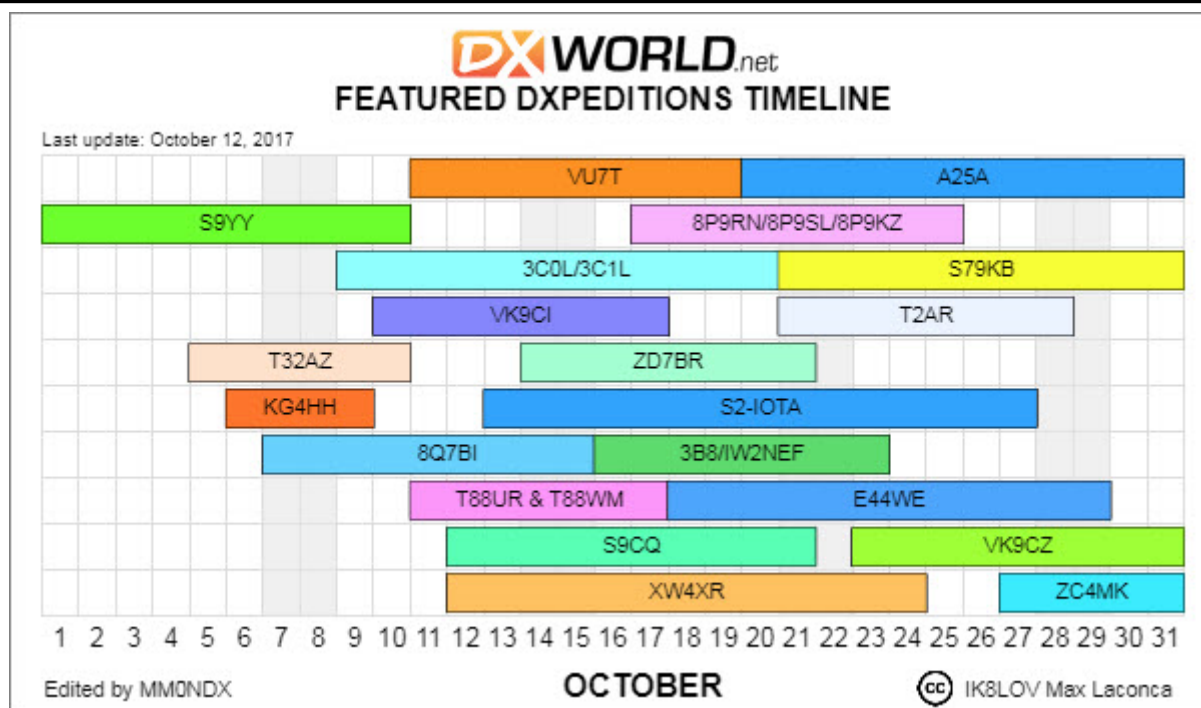 DX WORLD.net
FEATURED DXPEDITIONS TIMELINE
Last update: October 12, 2017
VU7T A25A
S9YY 8P9RN/8P9SL/8P9KZ
3C0L/3C1L S79KB
VK9CI T2AR
T32AZ ZD7BR
KG4HH S2-IOTA
8Q7BI 3B8/IW2NEF
T88UR & T88WM E44WE
S9CQ VK9CZ
XW4XR ZC4MK
1 2 3 4 5 6 7 8 9 10 11 12 13 14 15 16 17 18 19 20 21 22 23 24 25 26 27 28 29 30 31
Edited by MM0NDX OCTOBER cc IK8LOV Max Laconca